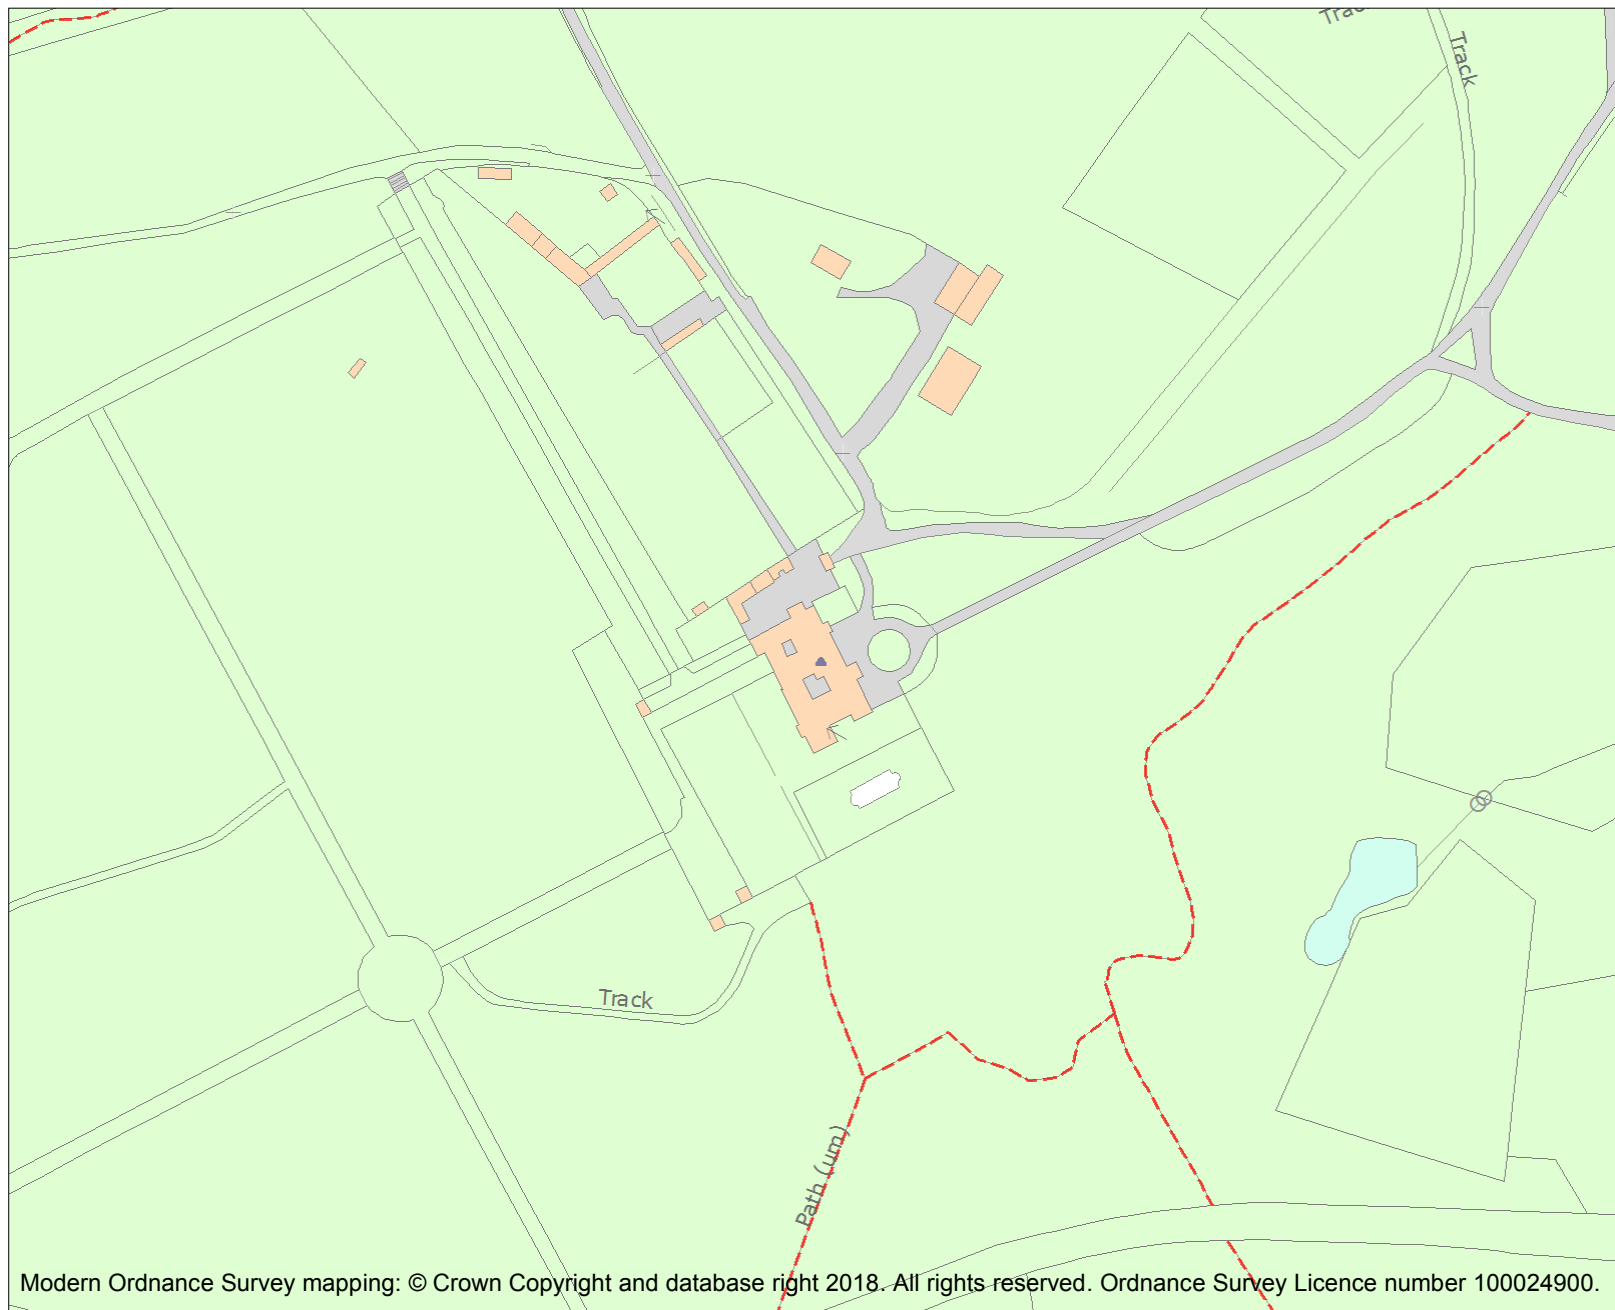 Trac
Track
Track
Path (um)
Modern Ordnance Survey mapping: © Crown Copyright and database right 2018. All rights reserved. Ordnance Survey Licence number 100024900.